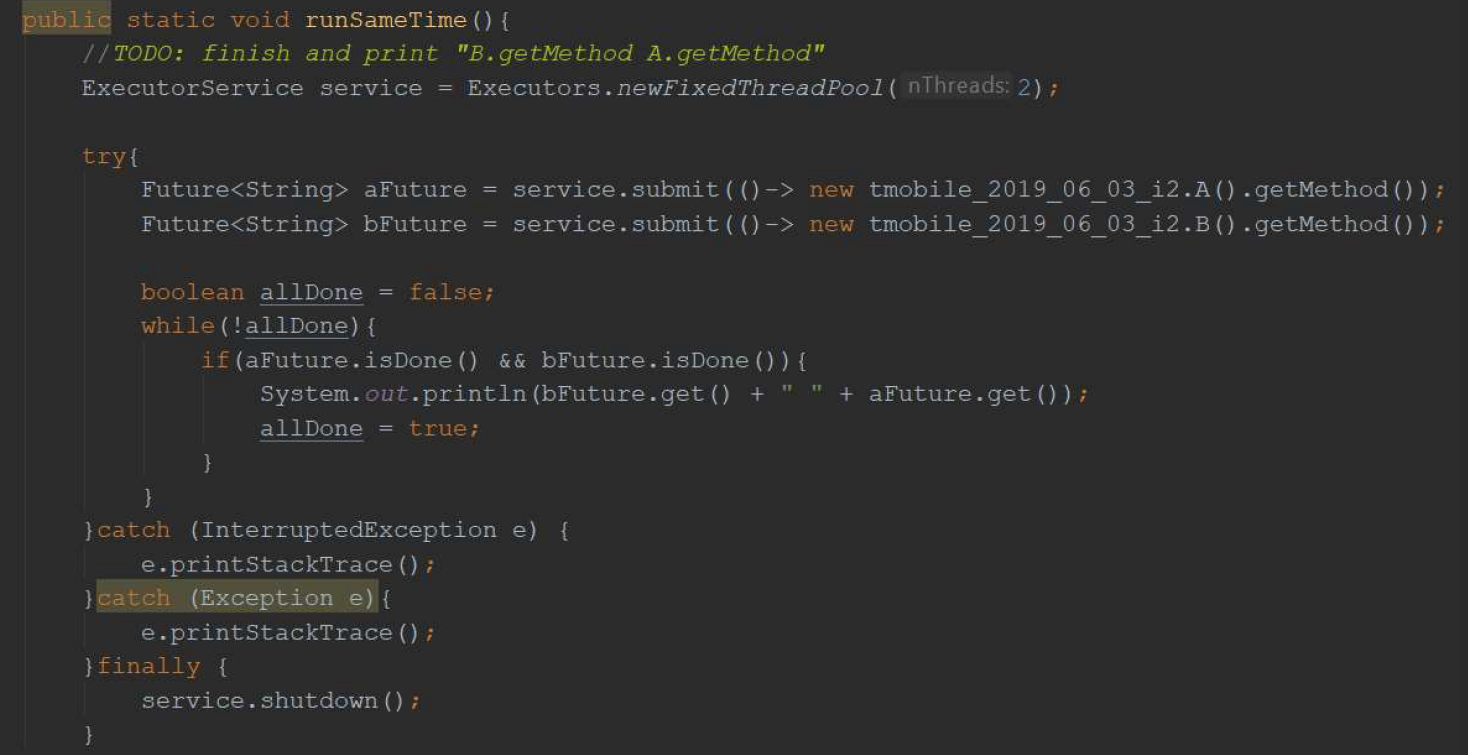 public static void runSameTime(){
    //TODO: finish and print "B.getMethod A.getMethod"
    ExecutorService service = Executors.newFixedThreadPool( nThreads: 2);
    try{
        Future<String> aFuture = service.submit(()-> new tmobile_2019_06_03_i2.A().getMethod());
        Future<String> bFuture = service.submit(()-> new tmobile_2019_06_03_i2.B().getMethod());
        boolean allDone = false;
        while(!allDone){
            if(aFuture.isDone() && bFuture.isDone()){
                System.out.println(bFuture.get() + " " + aFuture.get());
                allDone = true;
            }
        }
    }catch (InterruptedException e) {
        e.printStackTrace();
    }catch (Exception e){
        e.printStackTrace();
    }finally {
        service.shutdown();
    }